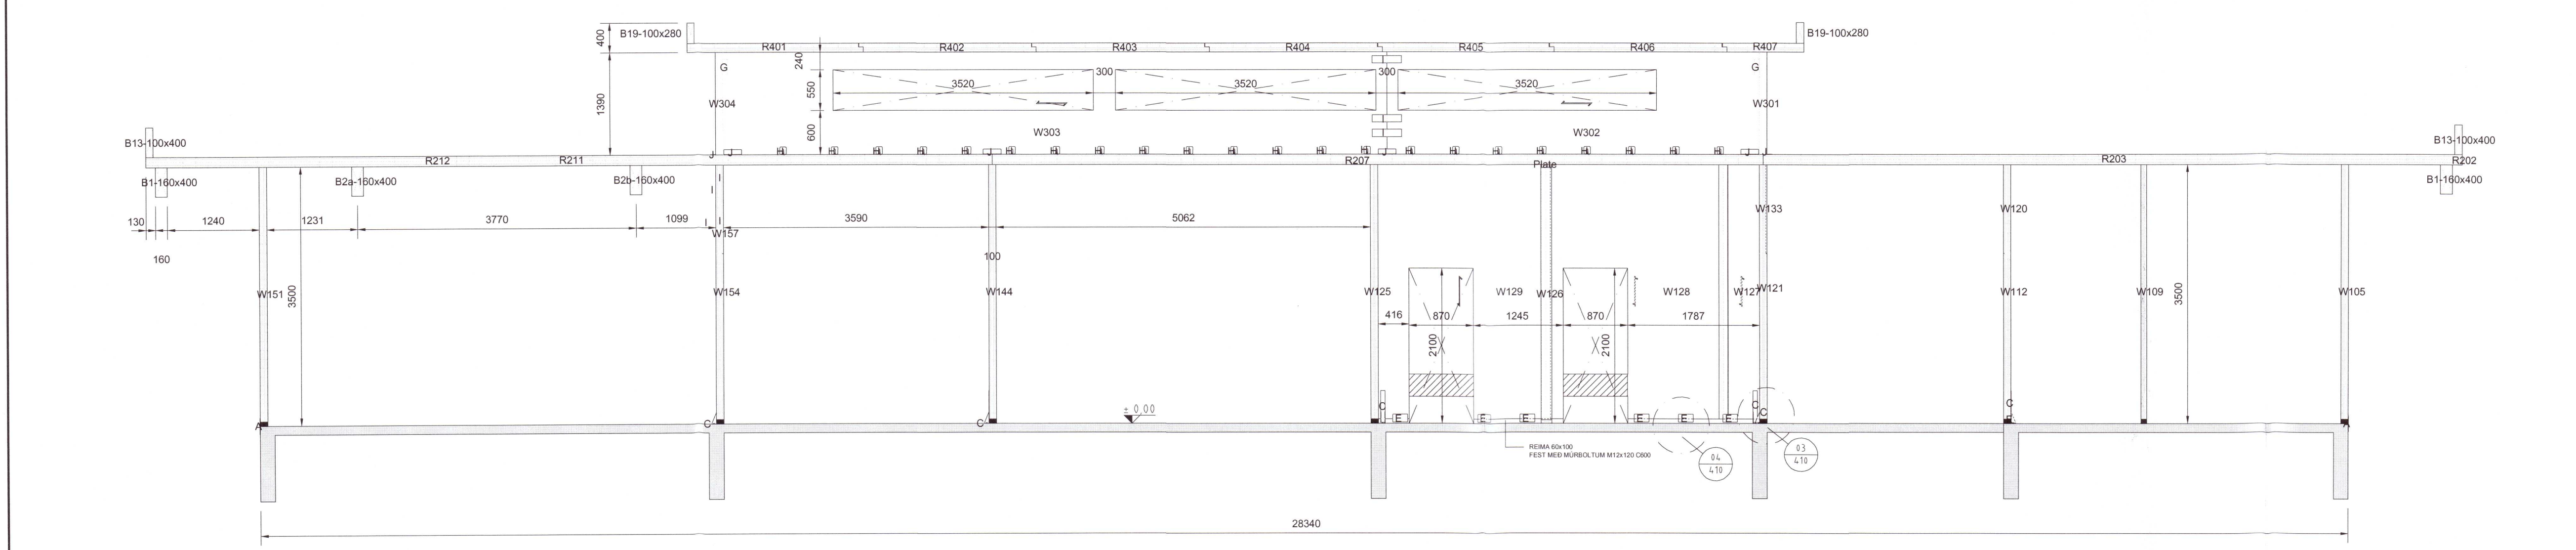 400
B19-100x280
R401
R402
R403
R404
R405
R406
R407
B19-100x280
240
G
300
300
G
3520
3520
3520
550
1390
W304
W301
600
W303
W302
B13-100x400
B13-100x400
J
J
H
H
H
H
H
J
H
H
H
H
H
H
H
H
H
J
H
H
H
H
H
H
H
H
J
J
R212
R211
R207
Plate
R203
R202
B1-160x400
B2a-160x400
B2b-160x400
B1-160x400
I
I
I
I
130
1240
1231
3770
1099
3590
5062
W133
W120
W157
160
100
W151
3500
W154
W144
W125
W129
W126
W128
W127
W121
W112
W109
3500
W105
416
870
1245
870
1787
2100
2100
± 0,00
A
C
C
C
E
E
E
E
E
E
C
C
C
REIMA 60x100
FEST MEÐ MÚRBOLTUM M12x120 C600
04
410
03
410
28340